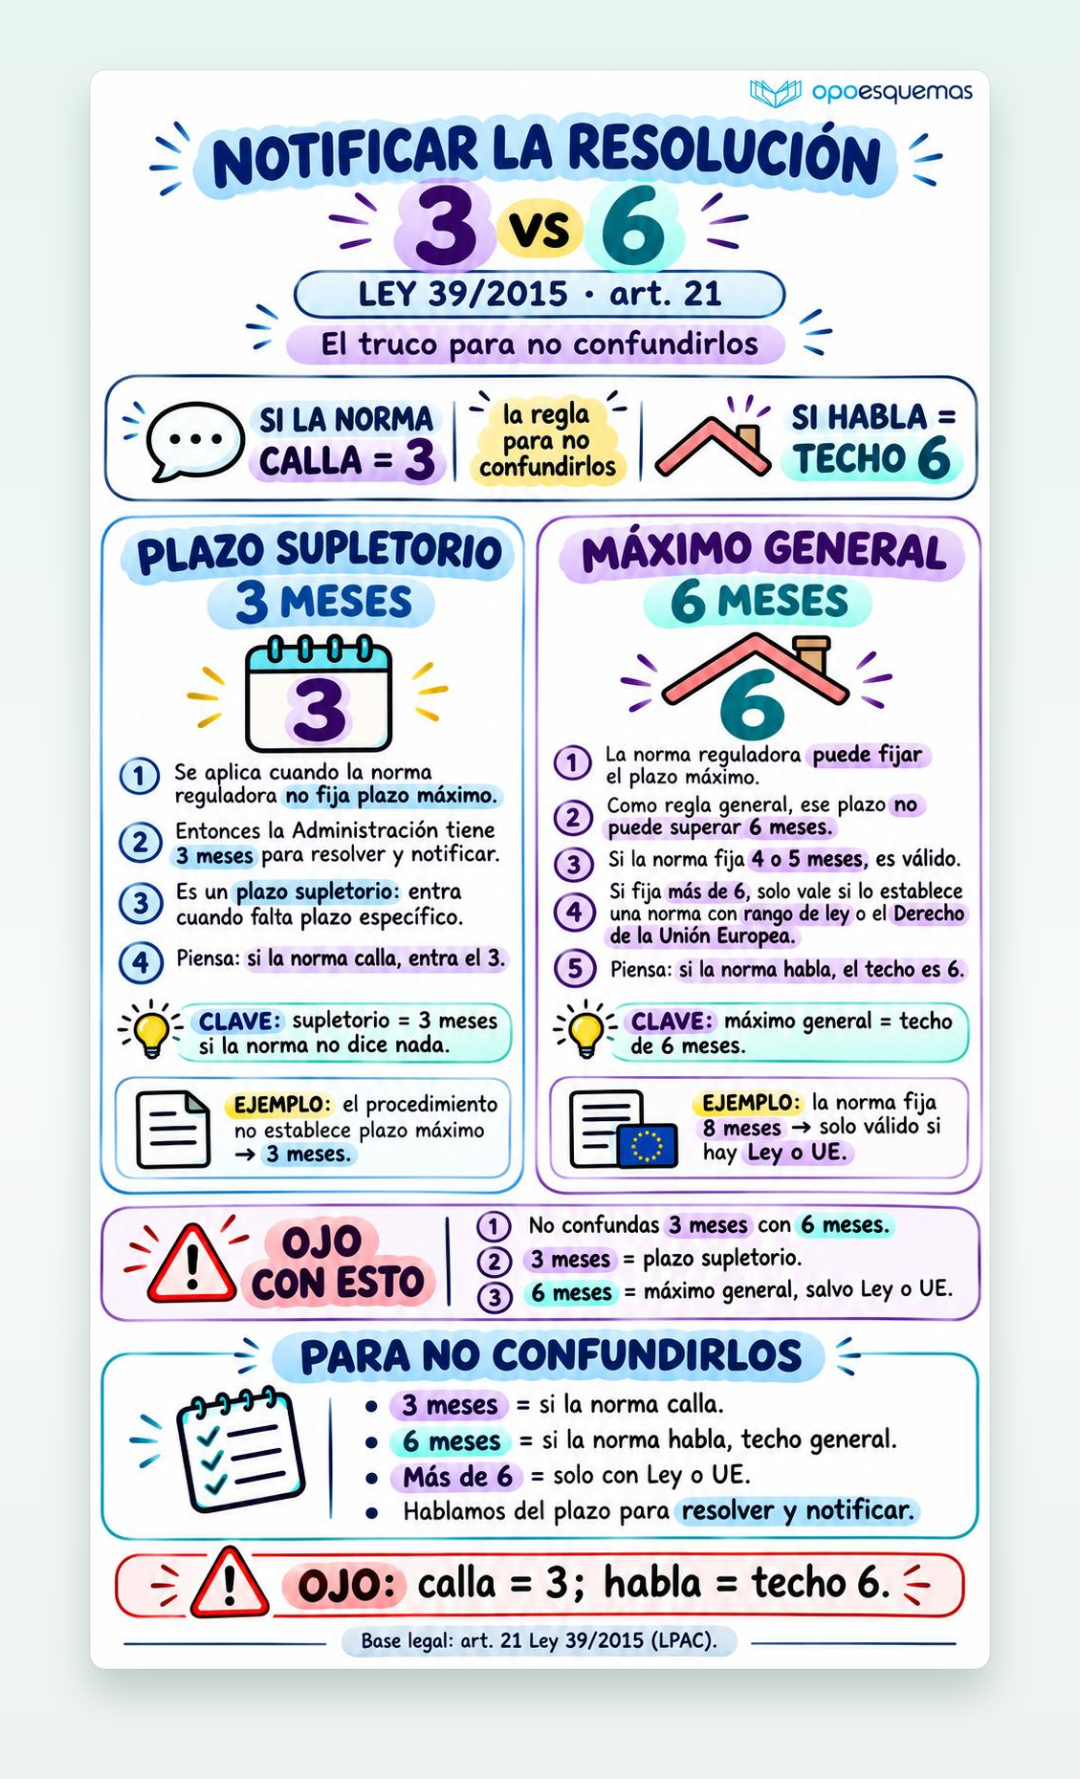 opoesquemas
NOTIFICAR LA RESOLUCIÓN
3 vs 6
LEY 39/2015 · art. 21
El truco para no confundirlos
SI LA NORMA
CALLA = 3
la regla
para no
confundirlos
SI HABLA =
TECHO 6
PLAZO SUPLETORIO
3 MESES
3
1 Se aplica cuando la norma
reguladora no fija plazo máximo.
2 Entonces la Administración tiene
3 meses para resolver y notificar.
3 Es un plazo supletorio: entra
cuando falta plazo específico.
4 Piensa: si la norma calla, entra el 3.
CLAVE: supletorio = 3 meses
si la norma no dice nada.
EJEMPLO: el procedimiento
no establece plazo máximo
→ 3 meses.
MÁXIMO GENERAL
6 MESES
6
1 La norma reguladora puede fijar
el plazo máximo.
2 Como regla general, ese plazo no
puede superar 6 meses.
3 Si la norma fija 4 o 5 meses, es válido.
4 Si fija más de 6, solo vale si lo establece
una norma con rango de ley o el Derecho
de la Unión Europea.
5 Piensa: si la norma habla, el techo es 6.
CLAVE: máximo general = techo
de 6 meses.
EJEMPLO: la norma fija
8 meses → solo válido si
hay Ley o UE.
OJO
CON ESTO
1 No confundas 3 meses con 6 meses.
2 3 meses = plazo supletorio.
3 6 meses = máximo general, salvo Ley o UE.
PARA NO CONFUNDIRLOS
• 3 meses = si la norma calla.
• 6 meses = si la norma habla, techo general.
• Más de 6 = solo con Ley o UE.
• Hablamos del plazo para resolver y notificar.
OJO: calla = 3; habla = techo 6.
Base legal: art. 21 Ley 39/2015 (LPAC).